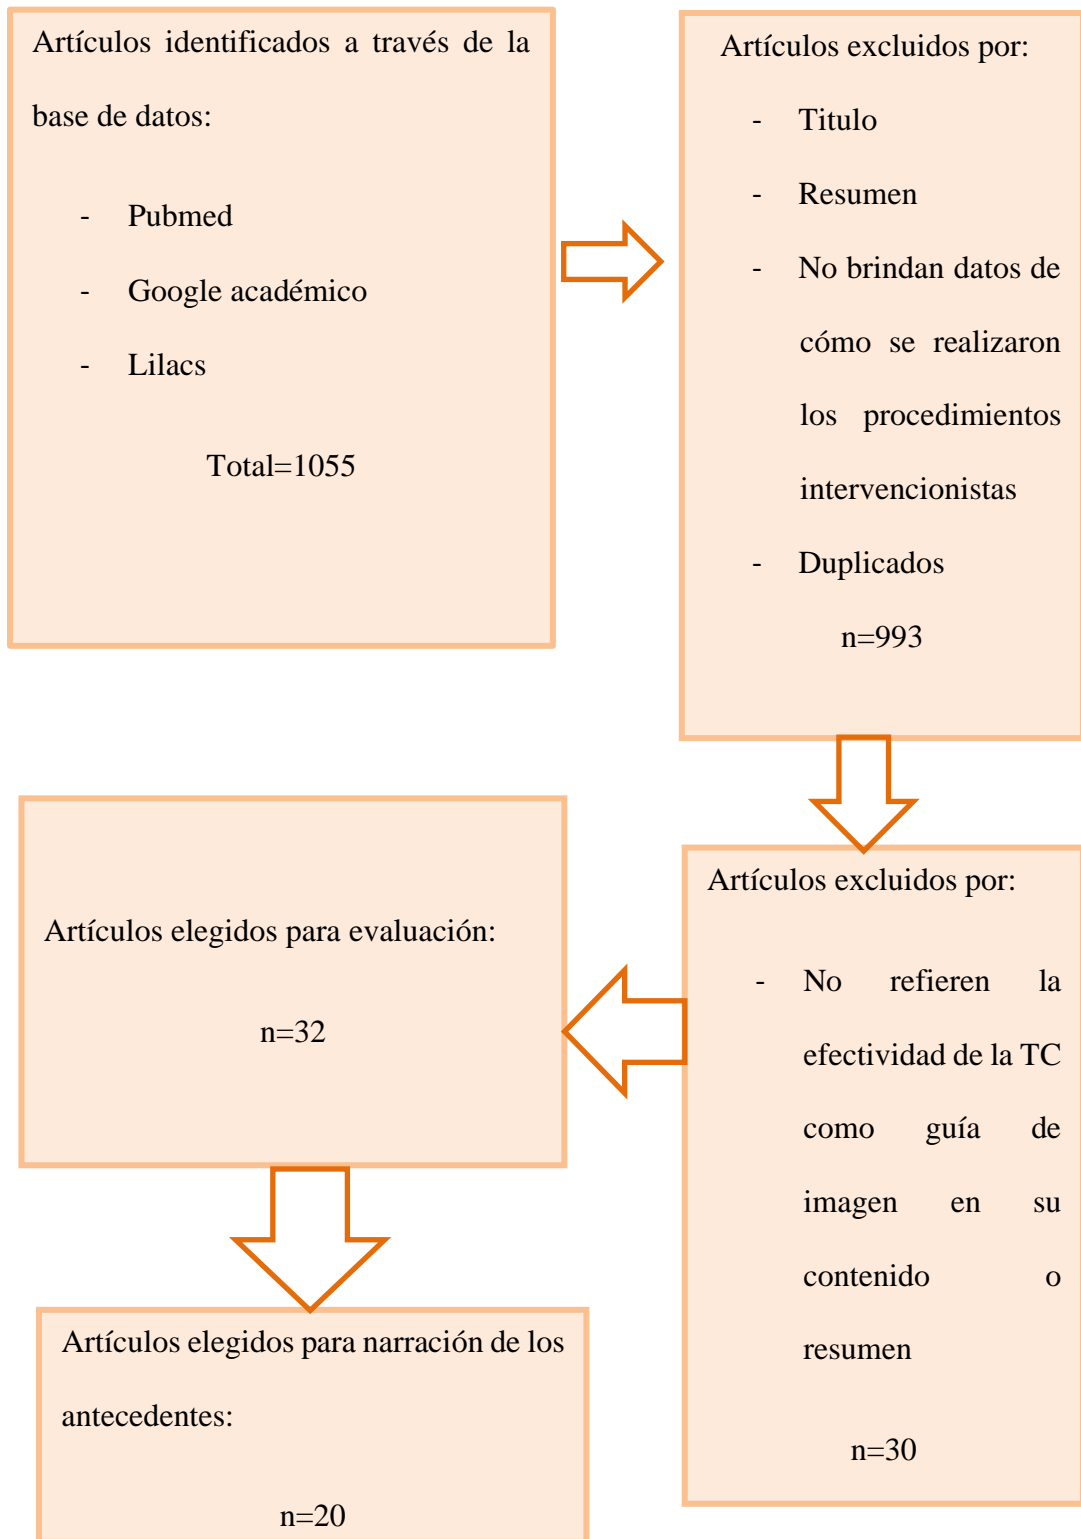 Artículos identificados a través de la
base de datos:
- Pubmed
- Google académico
- Lilacs
Total=1055
Artículos excluidos por:
- Titulo
- Resumen
- No brindan datos de
cómo se realizaron
los procedimientos
intervencionistas
- Duplicados
n=993
Artículos excluidos por:
- No refieren la
efectividad de la TC
como guía de
imagen en su
contenido o
resumen
n=30
Artículos elegidos para evaluación:
n=32
Artículos elegidos para narración de los
antecedentes:
n=20